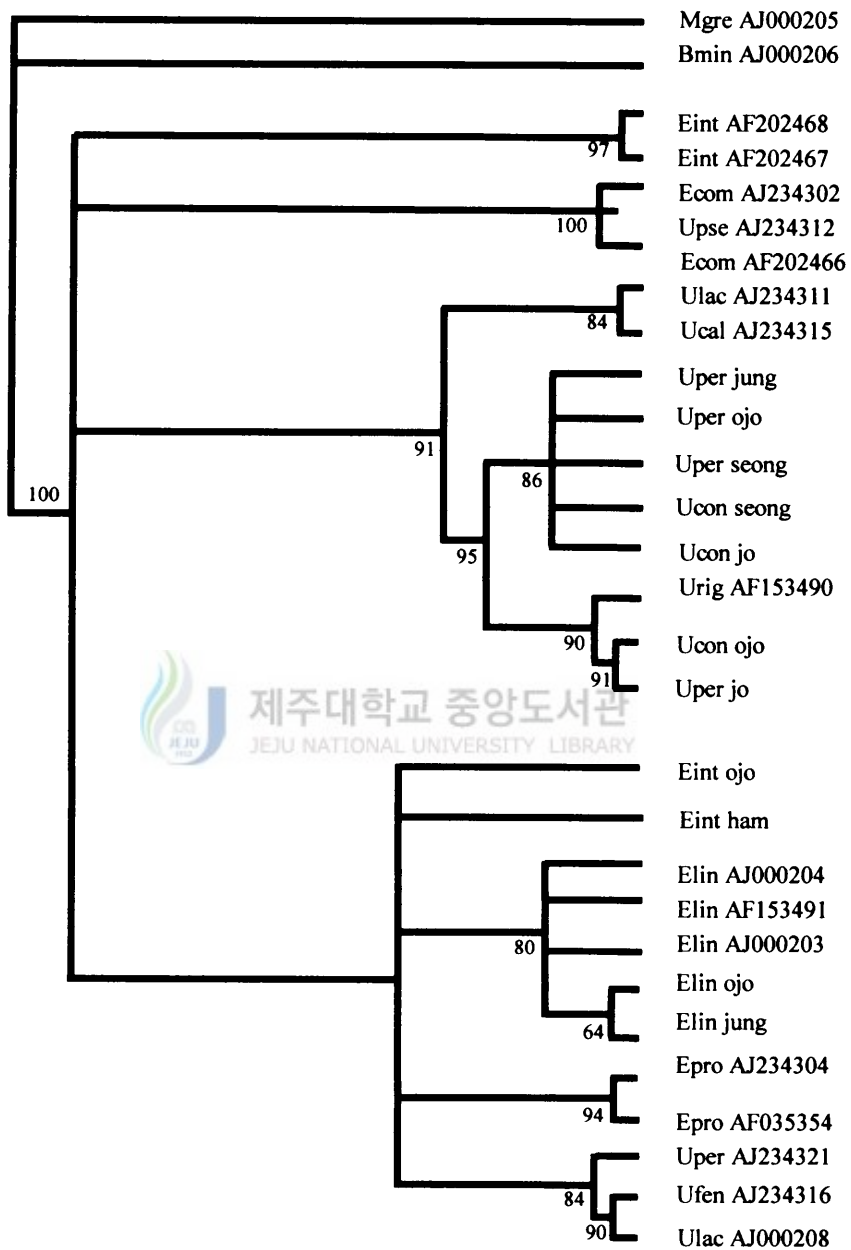 Mgre AJ000205
Bmin AJ000206
Eint AF202468
97
Eint AF202467
Ecom AJ234302
100
Upse AJ234312
Ecom AF202466
Ulac AJ234311
84
Ucal AJ234315
Uper jung
Uper ojo
91
Uper seong
86
100
Ucon seong
95
Ucon jo
Urig AF153490
90
Ucon ojo
91
Uper jo
제주대학교 중앙도서관
JEJU NATIONAL UNIVERSITY LIBRARY
JEJU
1952
Eint ojo
Eint ham
Elin AJ000204
Elin AF153491
80
Elin AJ000203
Elin ojo
64
Elin jung
Epro AJ234304
94
Epro AF035354
Uper AJ234321
84
Ufen AJ234316
90
Ulac AJ000208